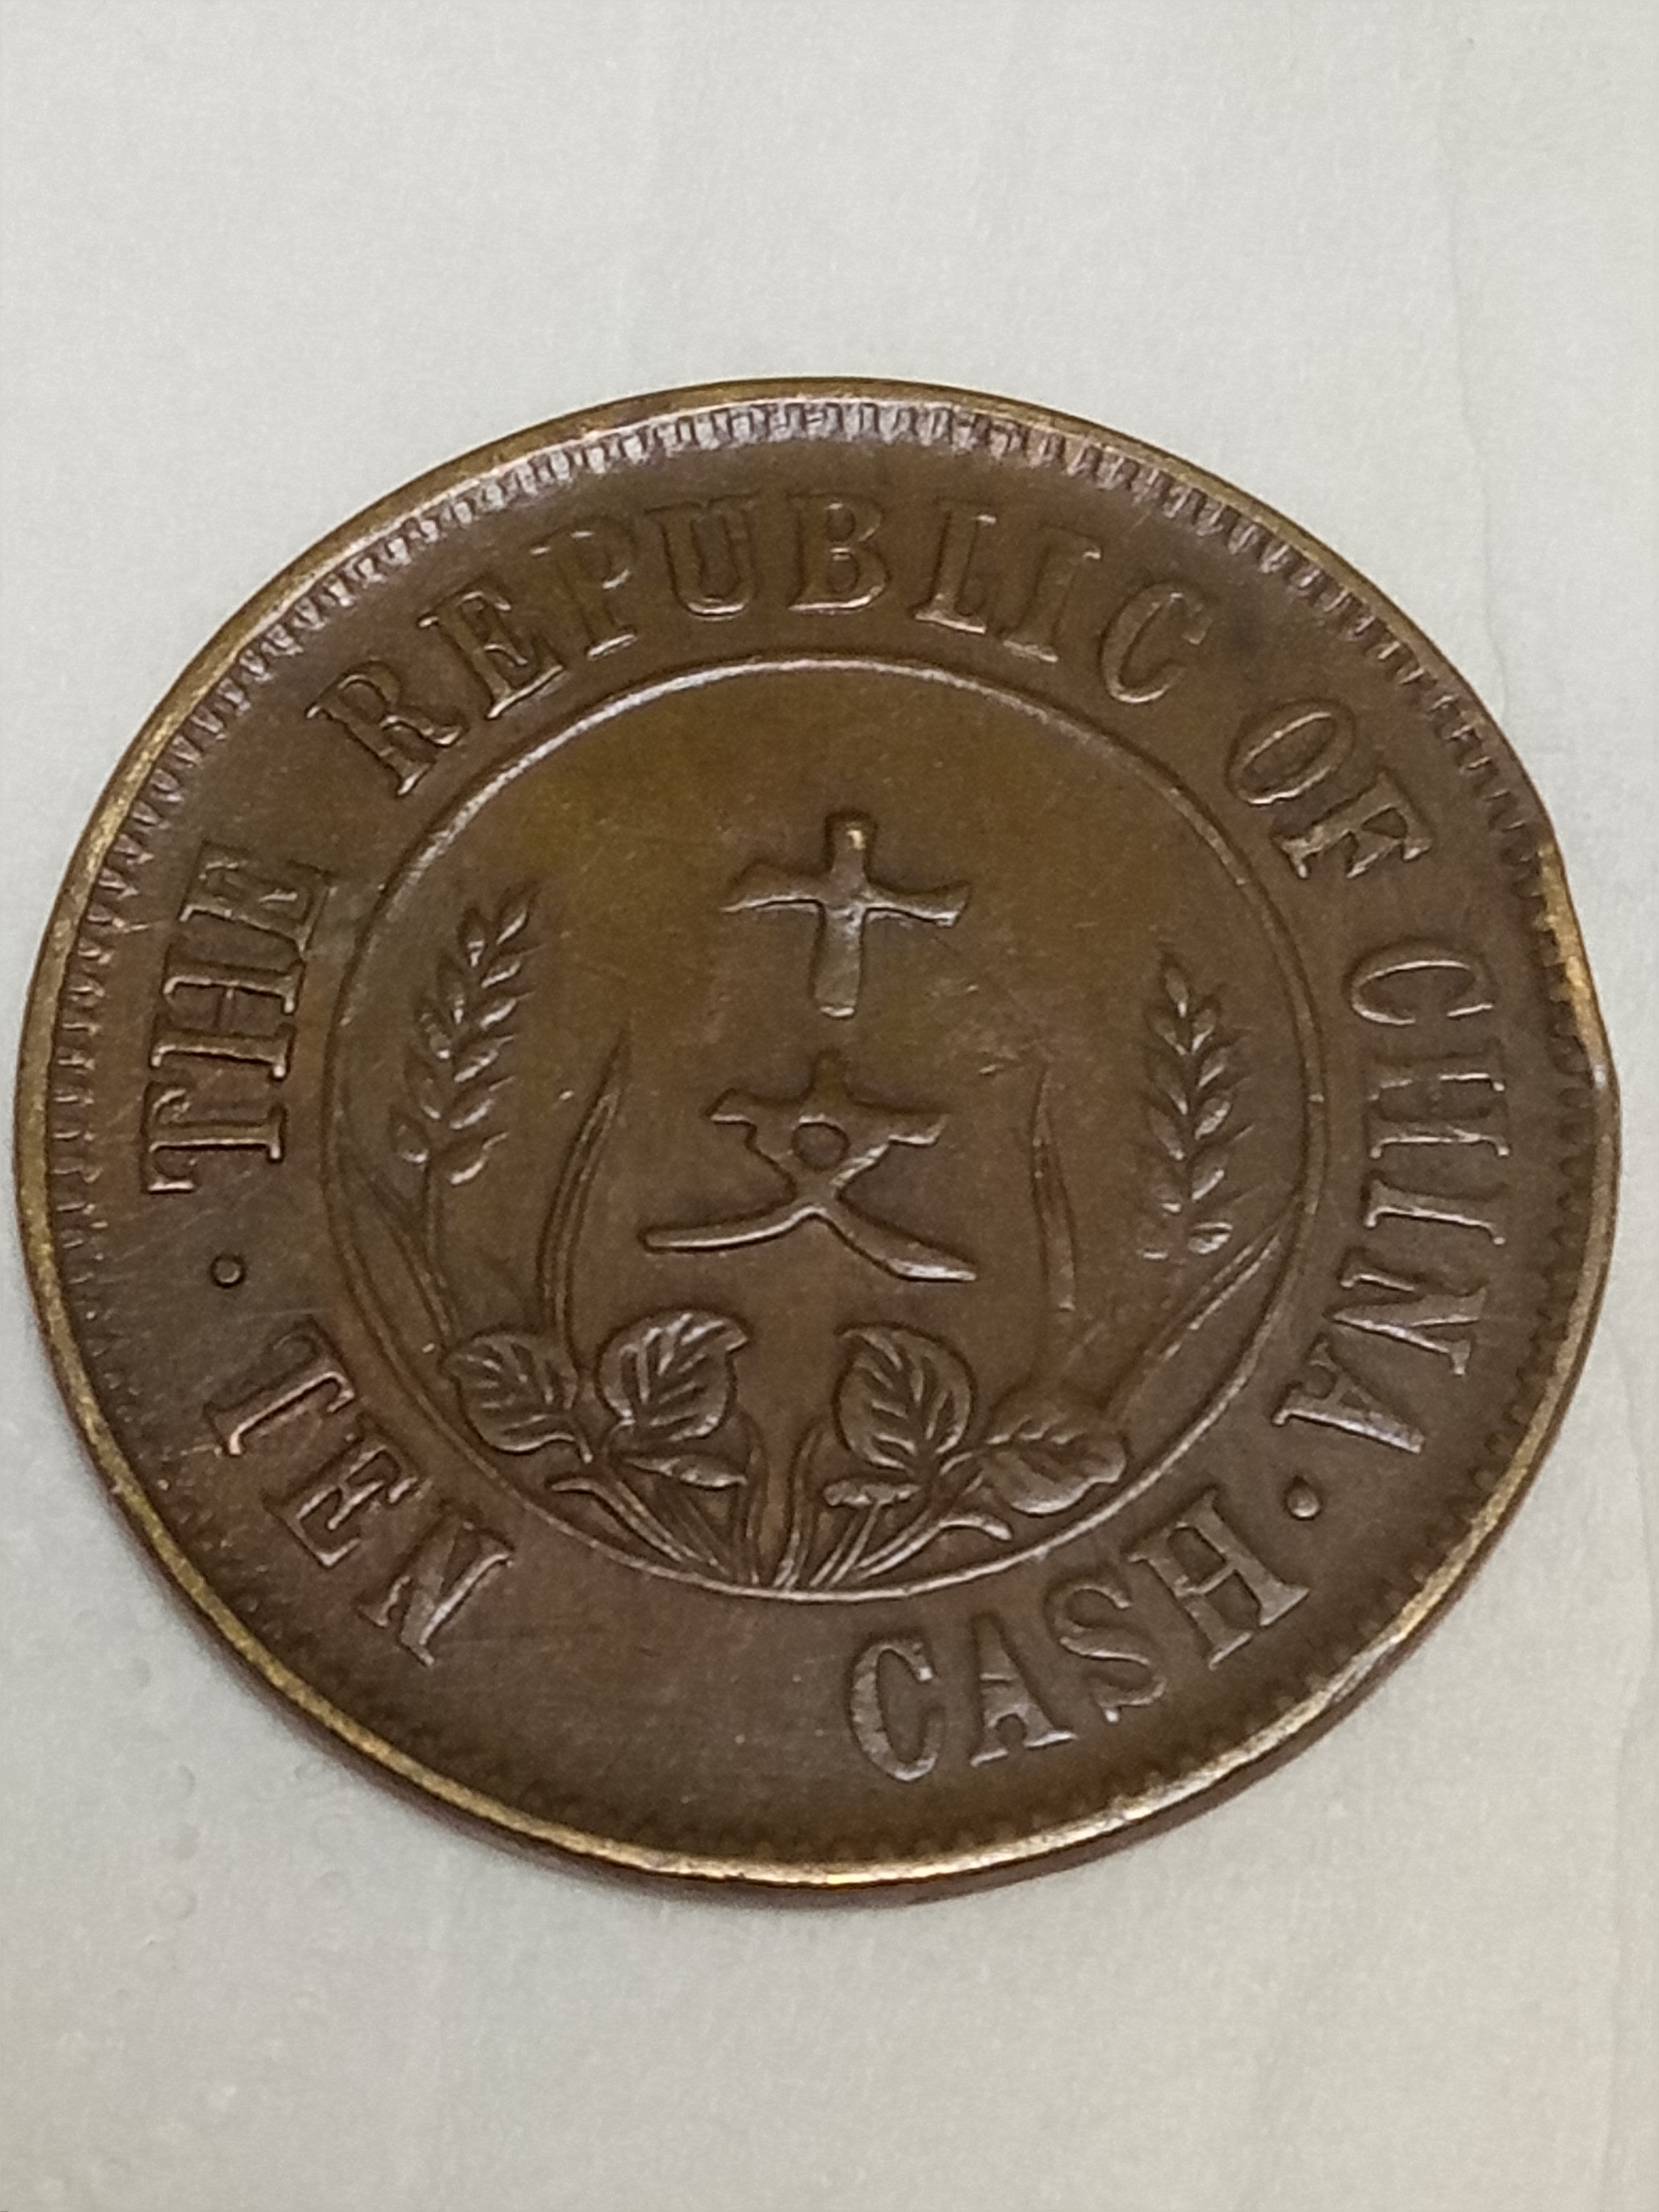 THE REPUBLIC OF CHINA
十
文
TEN CASH